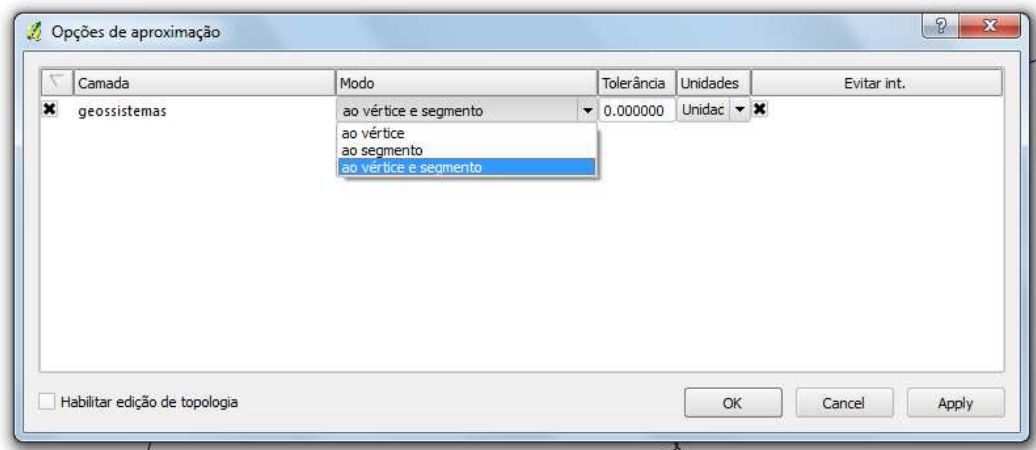 Opções de aproximação
Camada Modo Tolerância Unidades Evitar int.
geossistemas ao vértice e segmento 0.000000 Unidac
ao vértice
ao segmento
ao vértice e segmento
Habilitar edição de topologia OK Cancel Apply